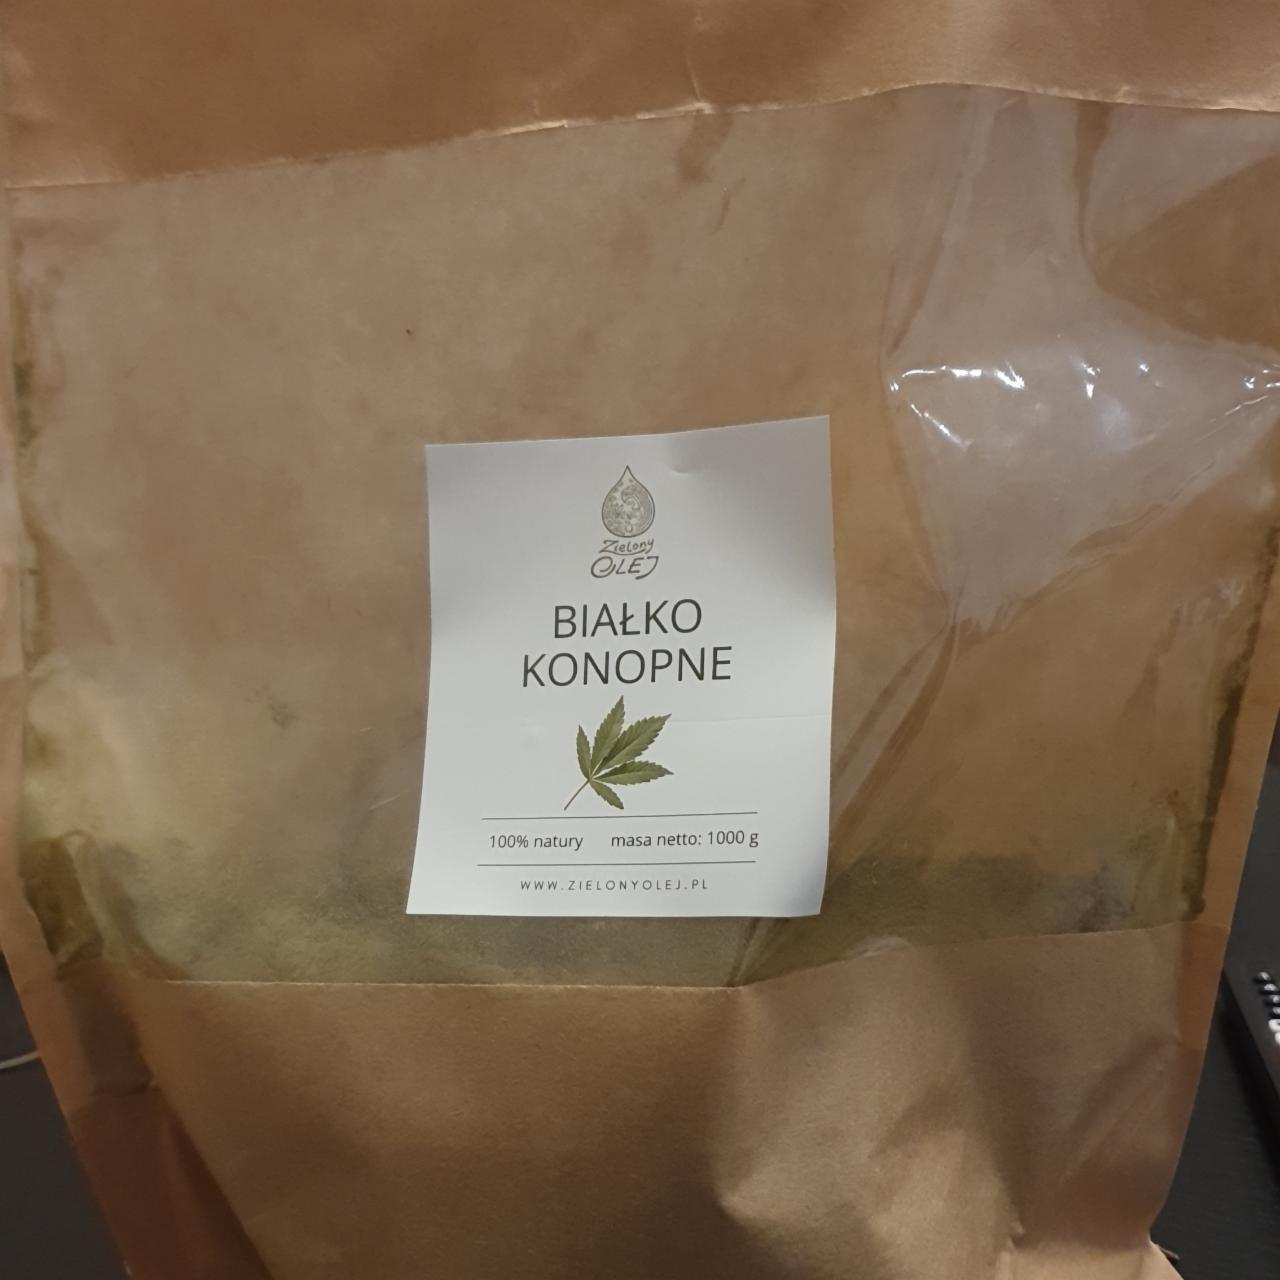 Zielony
OLEJ
BIAŁKO
KONOPNE
100% natury masa netto: 1000 g
WWW.ZIELONYOLEJ.PL